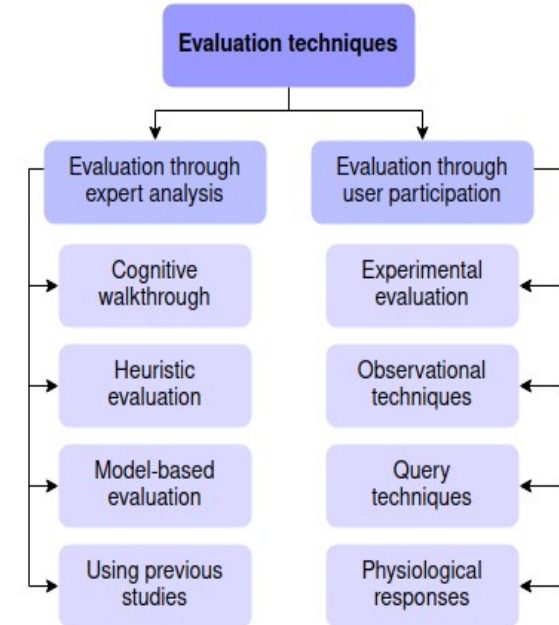 Evaluation techniques
Evaluation through
expert analysis
Evaluation through
user participation
Cognitive
walkthrough
Experimental
evaluation
Heuristic
evaluation
Observational
techniques
Model-based
evaluation
Query
techniques
Using previous
studies
Physiological
responses